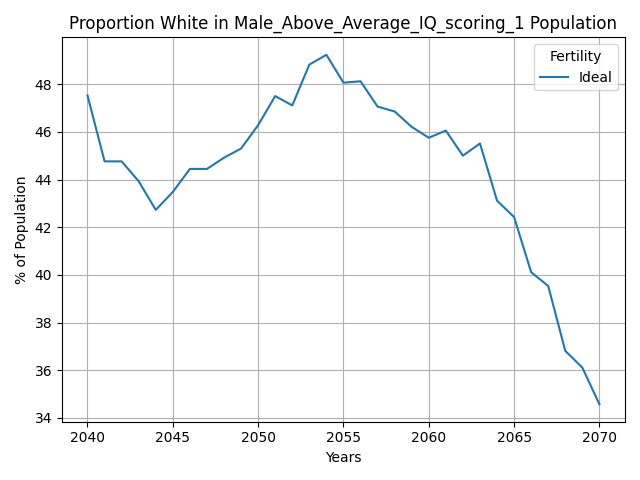 Proportion White in Male_Above_Average_IQ_scoring_1 Population
Fertility
Ideal
% of Population
48
46
44
42
40
38
36
34
2040 2045 2050 2055 2060 2065 2070
Years